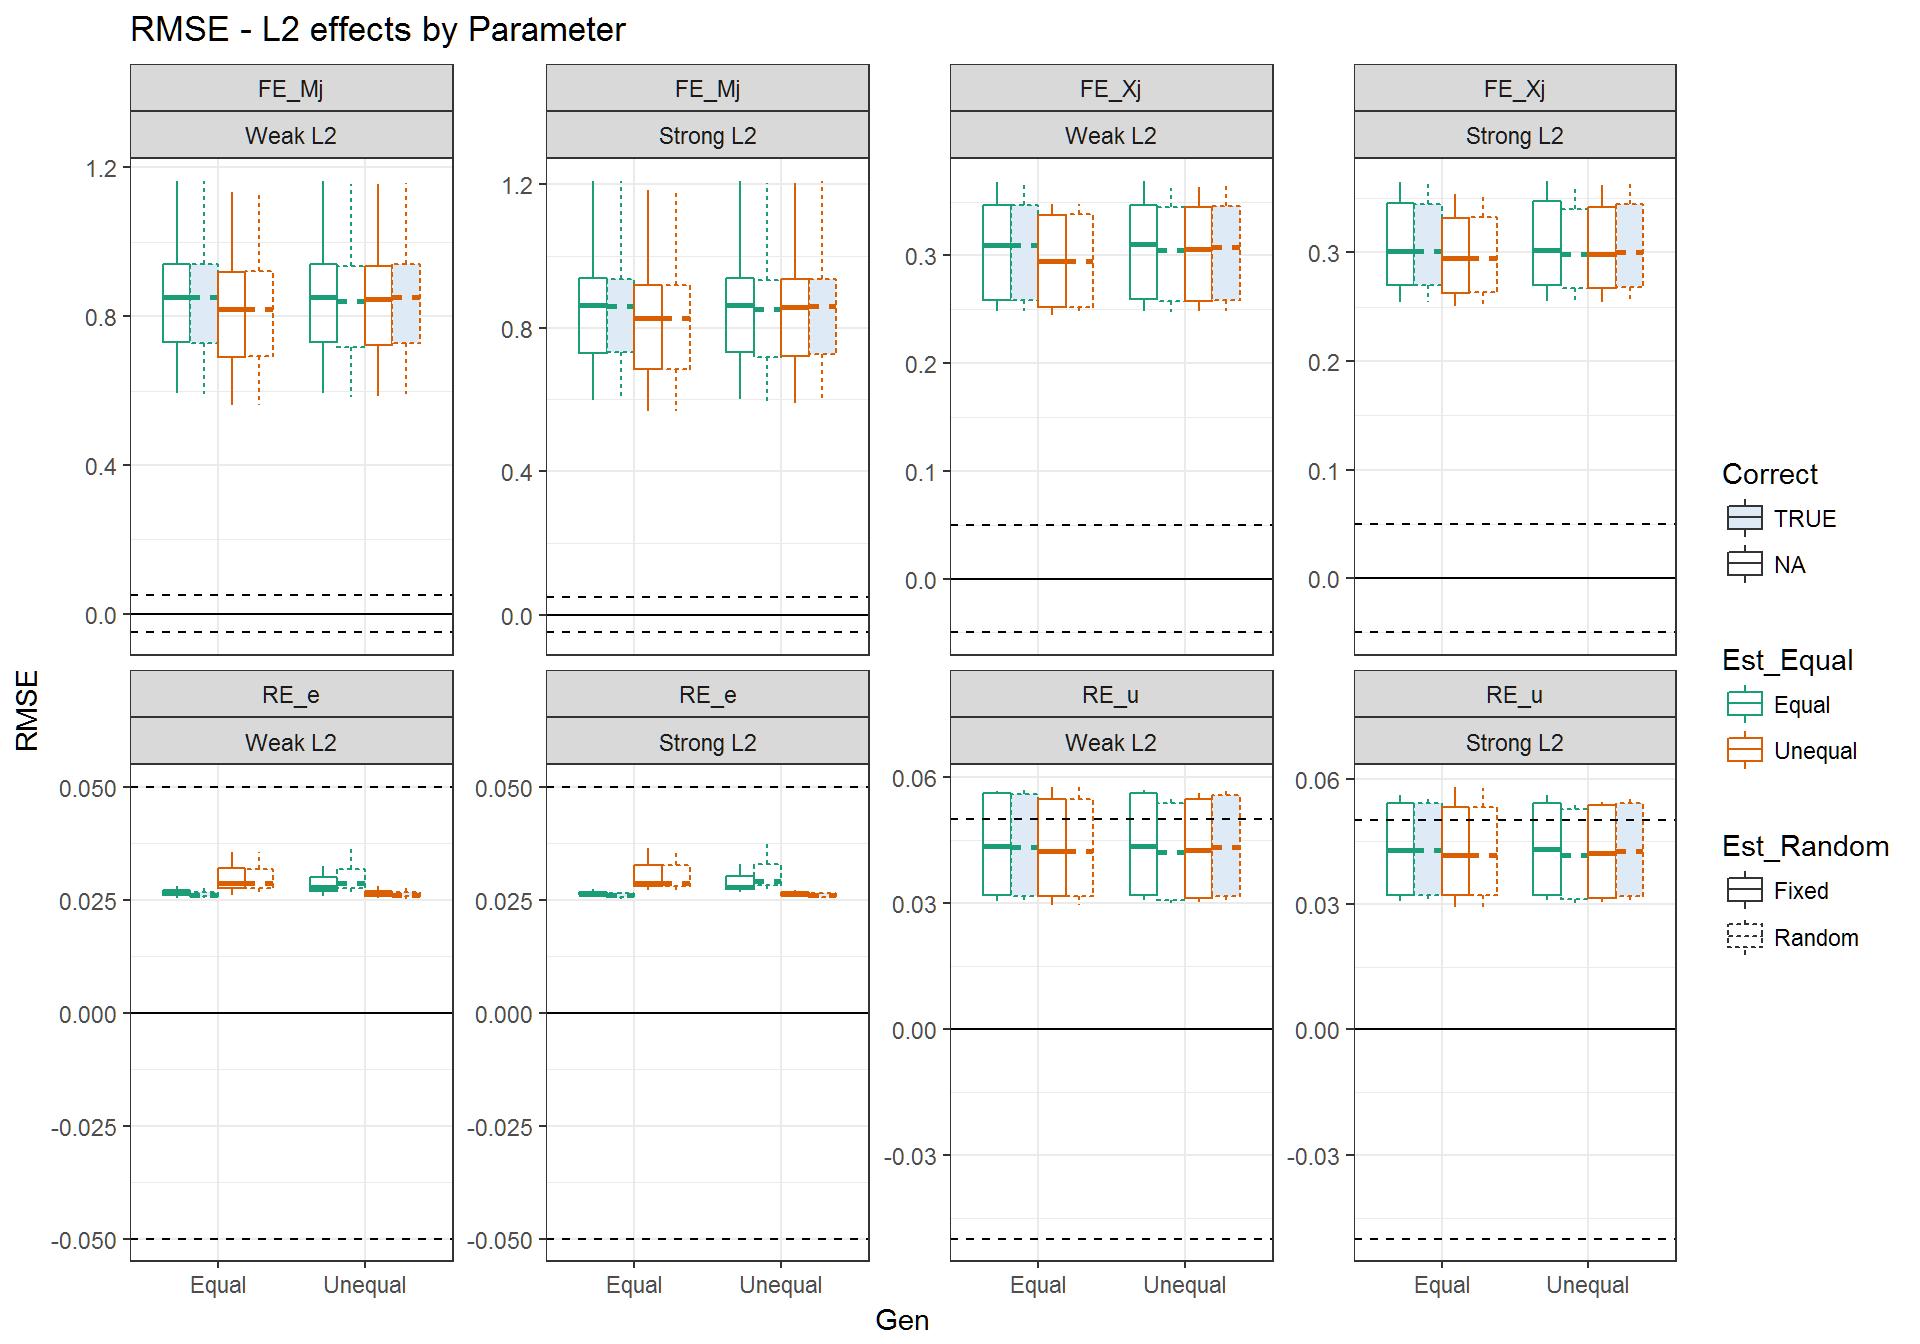 RMSE - L2 effects by Parameter
FE_Mj
FE_Mj
FE_Xj
FE_Xj
Weak L2
Strong L2
Weak L2
Strong L2
1.2
0.8
0.4
0.0
1.2
0.8
0.4
0.0
0.3
0.2
0.1
0.0
0.3
0.2
0.1
0.0
RMSE
RE_e
RE_e
RE_u
RE_u
Weak L2
Strong L2
Weak L2
Strong L2
0.050
0.025
0.000
-0.025
-0.050
0.050
0.025
0.000
-0.025
-0.050
0.06
0.03
0.00
-0.03
0.06
0.03
0.00
-0.03
Equal Unequal
Equal Unequal
Equal Unequal
Equal Unequal
Gen
Correct
TRUE
NA
Est_Equal
Equal
Unequal
Est_Random
Fixed
Random